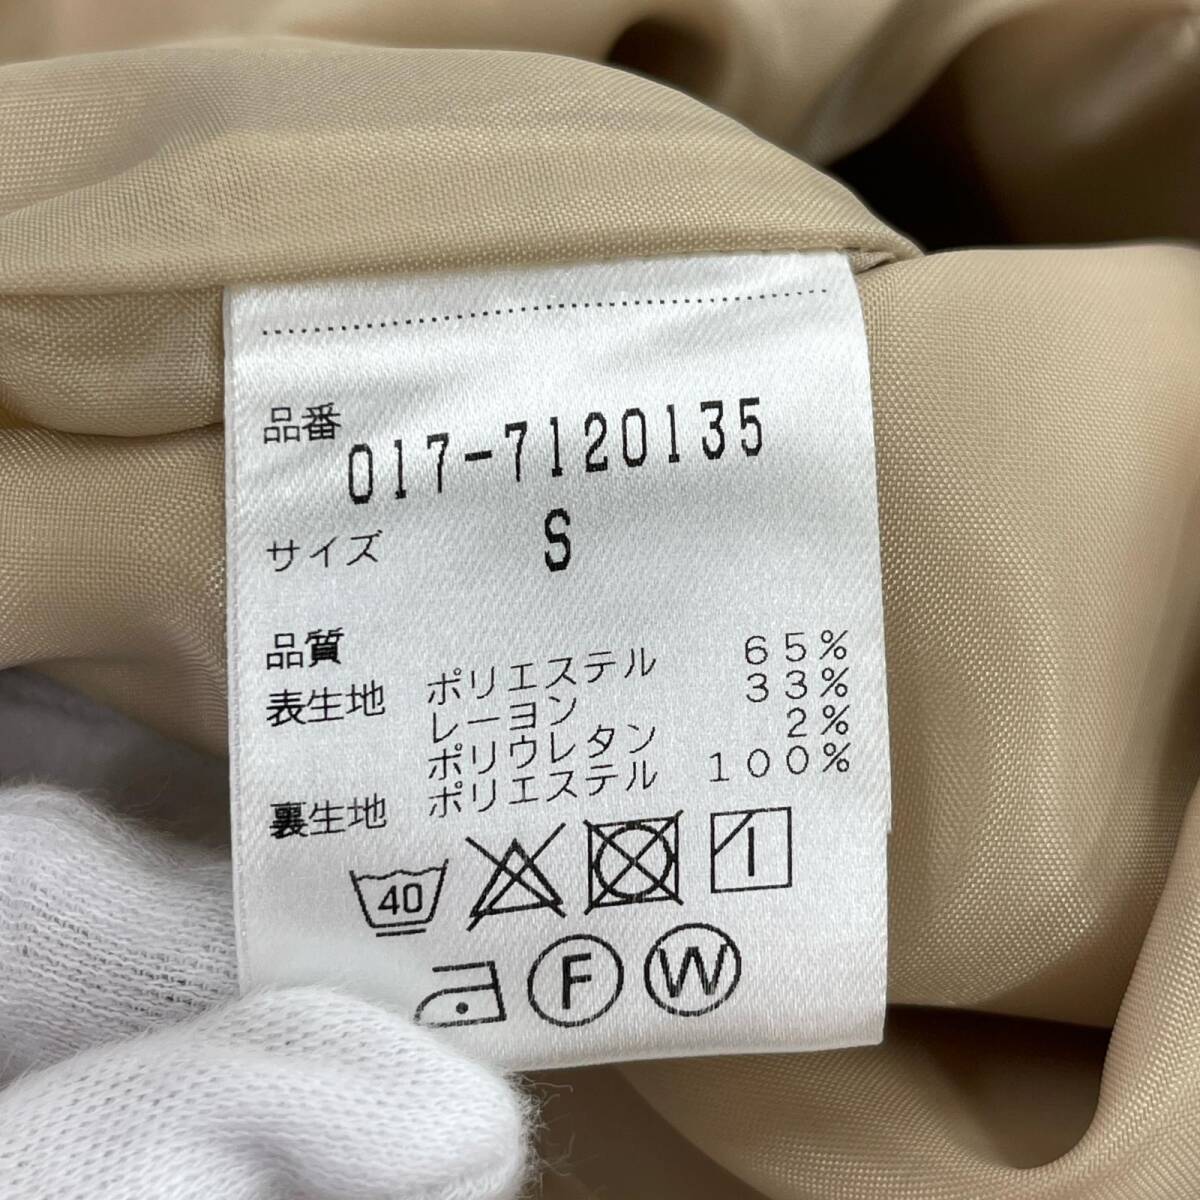 品番 017-7120135
サイズ S
品質
表生地 ポリエステル 65%
レーヨン 33%
ポリウレタン 2%
裏生地 ポリエステル 100%
40
F W